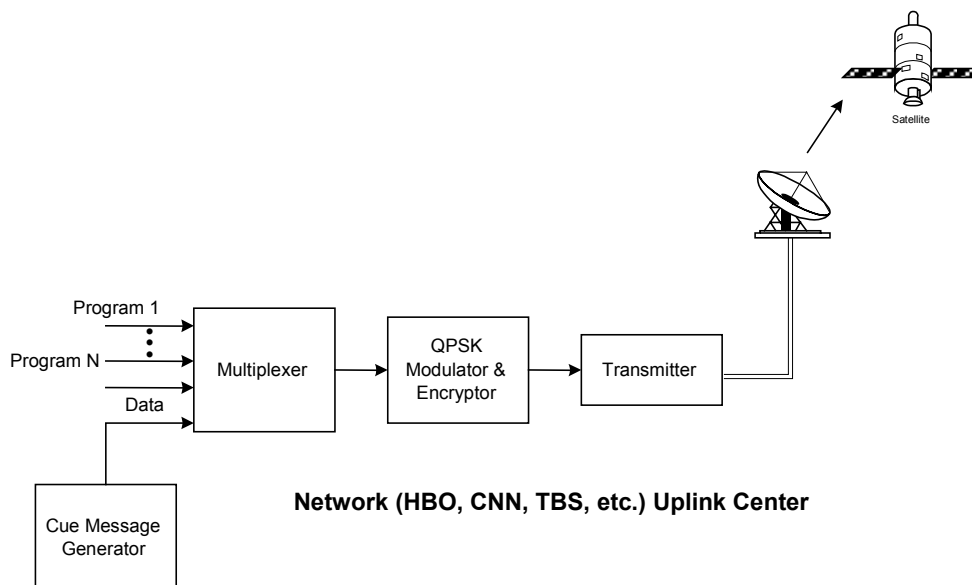 Satellite
Program 1
Program N
Data
Multiplexer
QPSK
Modulator &
Encryptor
Transmitter
Network (HBO, CNN, TBS, etc.) Uplink Center
Cue Message
Generator